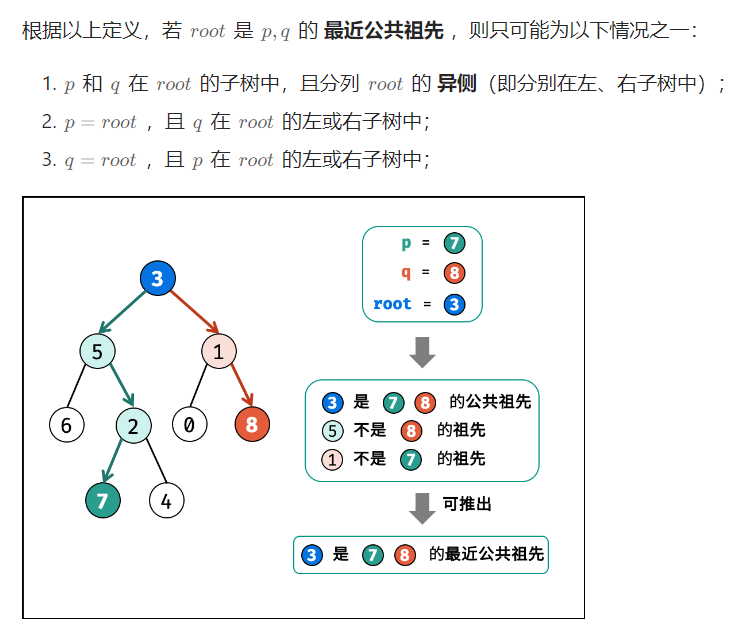 根据以上定义，若 root 是 p, q 的 最近公共祖先 ，则只可能为以下情况之一：
1. p 和 q 在 root 的子树中，且分列 root 的 异侧（即分别在左、右子树中）；
2. p = root ，且 q 在 root 的左或右子树中；
3. q = root ，且 p 在 root 的左或右子树中；
p = 7
q = 8
root = 3
3
5 1
6 2 0 8
7 4
3 是 7 8 的公共祖先
5 不是 8 的祖先
1 不是 7 的祖先
可推出
3 是 7 8 的最近公共祖先